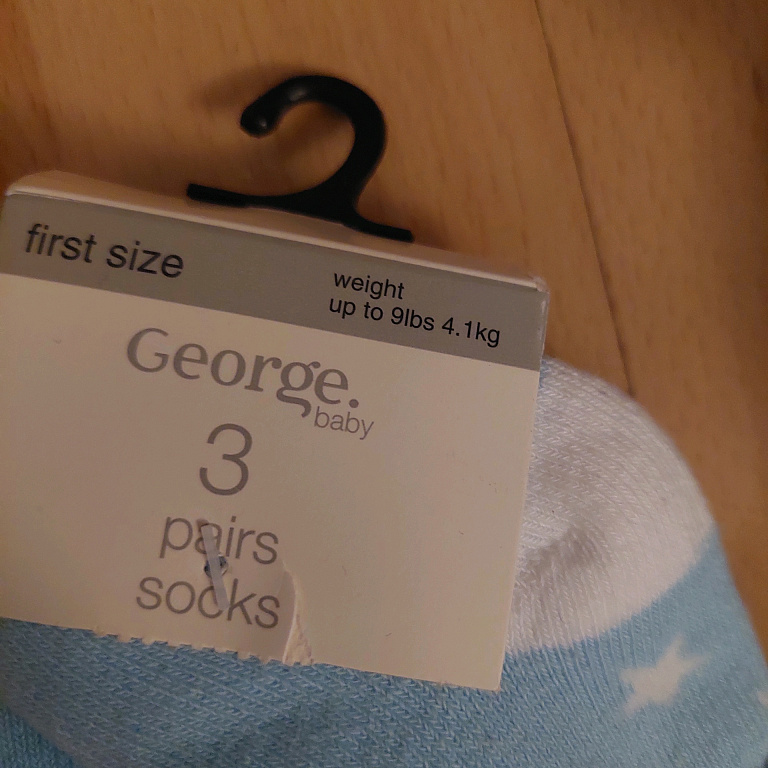 first size
weight
up to 9lbs 4.1kg
George.
baby
3
pairs
socks